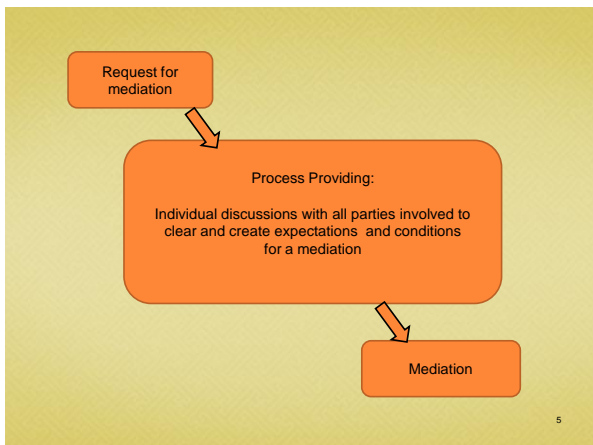 Request for
mediation
Process Providing:
Individual discussions with all parties involved to
clear and create expectations and conditions
for a mediation
Mediation
5